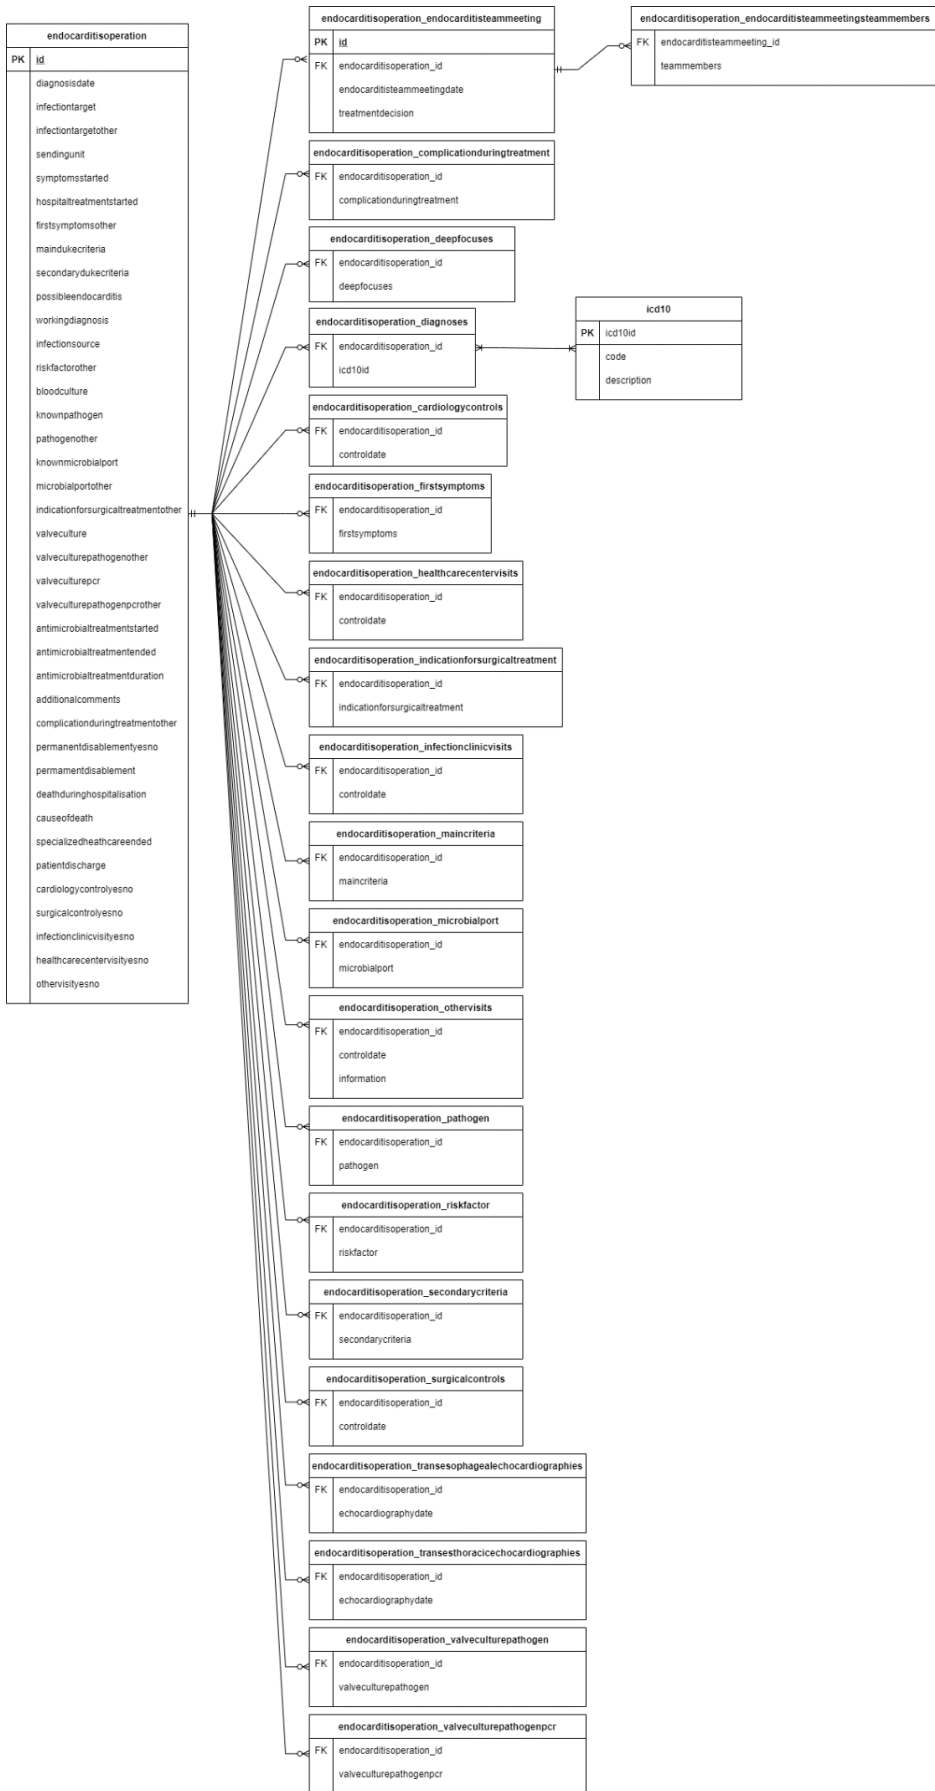 endocarditisoperation
PK id
diagnosisdate
infectiontarget
infectiontargetother
sendingunit
symptomsstarted
hospitaltreatmentstarted
firstsymptomsother
maindukecriteria
secondarydukecriteria
possibleendocarditis
workingdiagnosis
infectionsource
riskfactorother
bloodculture
knownpathogen
pathogenother
knownmicrobialport
microbialportother
indicationforsurgicaltreatmentother
valveculture
valveculturepathogenother
valveculturepcr
valveculturepathogenpcrother
antimicrobialtreatmentstarted
antimicrobialtreatmentended
antimicrobialtreatmentduration
additionalcomments
complicationduringtreatmentother
permanentdisablementyesno
permamentdisablement
deathduringhospitalisation
causeofdeath
specializedheathcareended
patientdischarge
cardiologycontrolyesno
surgicalcontrolyesno
infectionclinicvisityesno
healthcarecentervisityesno
othervisityesno
endocarditisoperation_endocarditisteammeeting
PK id
FK endocarditisoperation_id
endocarditisteammeetingdate
treatmentdecision
endocarditisoperation_endocarditisteammeetingsteammembers
FK endocarditisteammeeting_id
teammembers
endocarditisoperation_complicationduringtreatment
FK endocarditisoperation_id
complicationduringtreatment
endocarditisoperation_deepfocuses
FK endocarditisoperation_id
deepfocuses
endocarditisoperation_diagnoses
FK endocarditisoperation_id
icd10id
icd10
PK icd10id
code
description
endocarditisoperation_cardiologycontrols
FK endocarditisoperation_id
controldate
endocarditisoperation_firstsymptoms
FK endocarditisoperation_id
firstsymptoms
endocarditisoperation_healthcarecentervisits
FK endocarditisoperation_id
controldate
endocarditisoperation_indicationforsurgicaltreatment
FK endocarditisoperation_id
indicationforsurgicaltreatment
endocarditisoperation_infectionclinicvisits
FK endocarditisoperation_id
controldate
endocarditisoperation_maincriteria
FK endocarditisoperation_id
maincriteria
endocarditisoperation_microbialport
FK endocarditisoperation_id
microbialport
endocarditisoperation_othervisits
FK endocarditisoperation_id
controldate
information
endocarditisoperation_pathogen
FK endocarditisoperation_id
pathogen
endocarditisoperation_riskfactor
FK endocarditisoperation_id
riskfactor
endocarditisoperation_secondarycriteria
FK endocarditisoperation_id
secondarycriteria
endocarditisoperation_surgicalcontrols
FK endocarditisoperation_id
controldate
endocarditisoperation_transesophagealechocardiographies
FK endocarditisoperation_id
echocardiographydate
endocarditisoperation_transesthoracicechocardiographies
FK endocarditisoperation_id
echocardiographydate
endocarditisoperation_valveculturepathogen
FK endocarditisoperation_id
valveculturepathogen
endocarditisoperation_valveculturepathogenpcr
FK endocarditisoperation_id
valveculturepathogenpcr